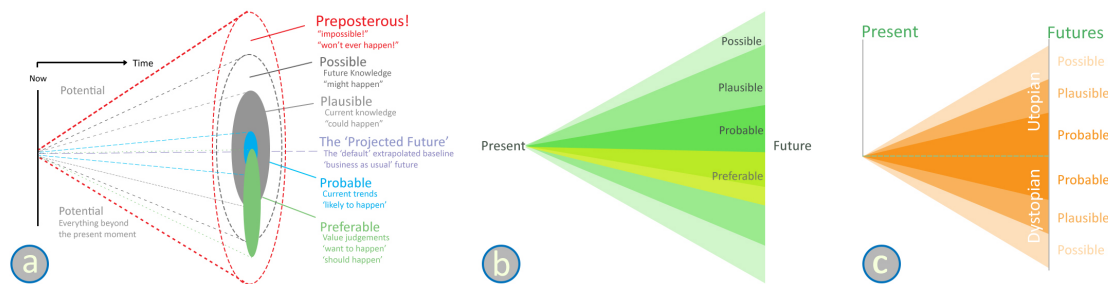 Preposterous!
"impossible!"
"won't ever happen!"
Time
Now
Potential
Possible
Future Knowledge
"might happen"
Plausible
Current knowledge
"could happen"
The 'Projected Future'
The 'default' extrapolated baseline
'business as usual' future
Probable
Current trends
'likely to happen'
Potential
Everything beyond
the present moment
Preferable
Value judgements
'want to happen'
'should happen'
a
Possible
Plausible
Probable
Present
Future
Preferable
b
Present
Futures
Possible
Plausible
Utopian
Probable
Probable
Dystopian
Plausible
Possible
c